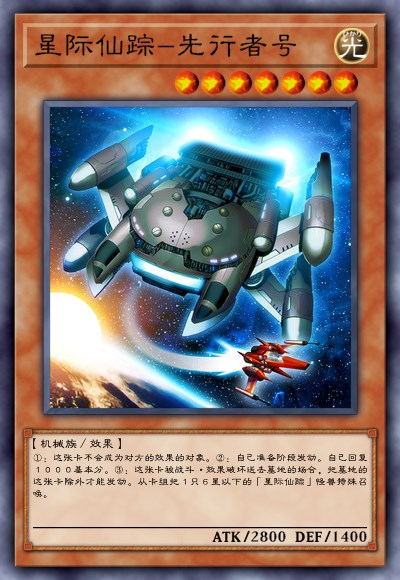 星际仙踪-先行者号
光
【机械族/效果】
①：这张卡不会成为对方的效果的对象。②：自己准备阶段发动。自己回复
1000基本分。③：这张卡被战斗·效果破坏送去墓地的场合，把墓地的
这张卡除外才能发动。从卡组把1只6星以下的「星际仙踪」怪兽特殊召
唤。
ATK/2800 DEF/1400